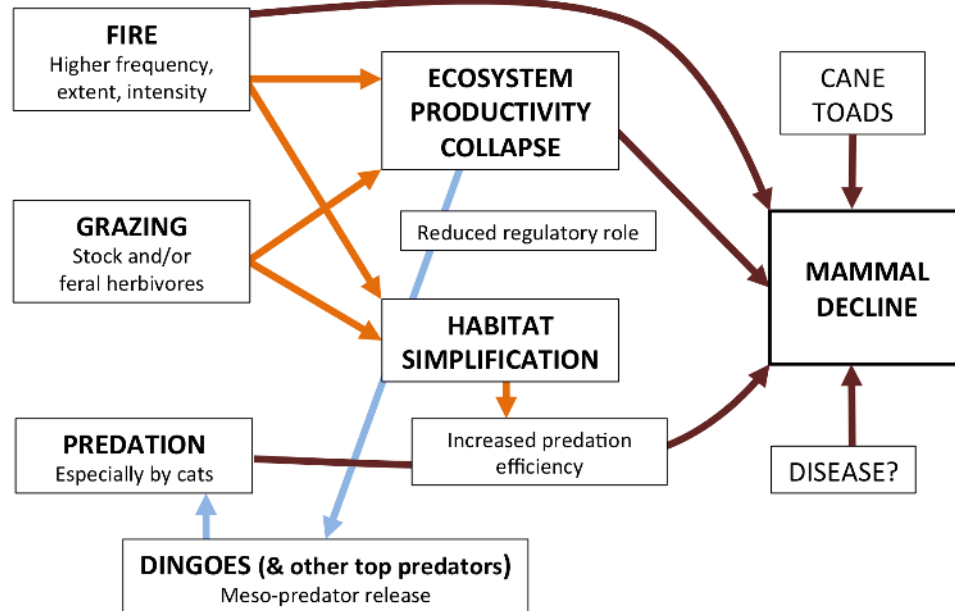 FIRE
Higher frequency,
extent, intensity
ECOSYSTEM
PRODUCTIVITY
COLLAPSE
CANE
TOADS
GRAZING
Stock and/or
feral herbivores
Reduced regulatory role
MAMMAL
DECLINE
HABITAT
SIMPLIFICATION
PREDATION
Especially by cats
Increased predation
efficiency
DISEASE?
DINGOES (& other top predators)
Meso-predator release